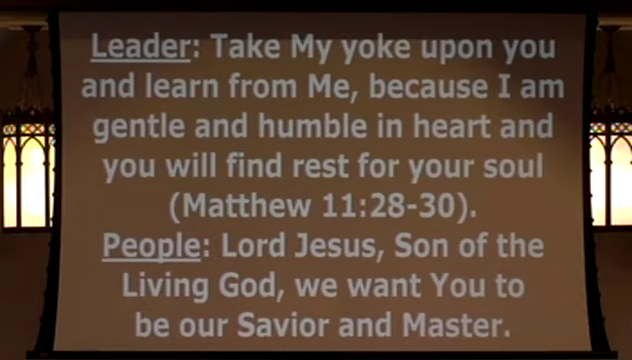 Leader: Take My yoke upon you
and learn from Me, because I am
gentle and humble in heart and
you will find rest for your soul
(Matthew 11:28-30).
People: Lord Jesus, Son of the
Living God, we want You to
be our Savior and Master.